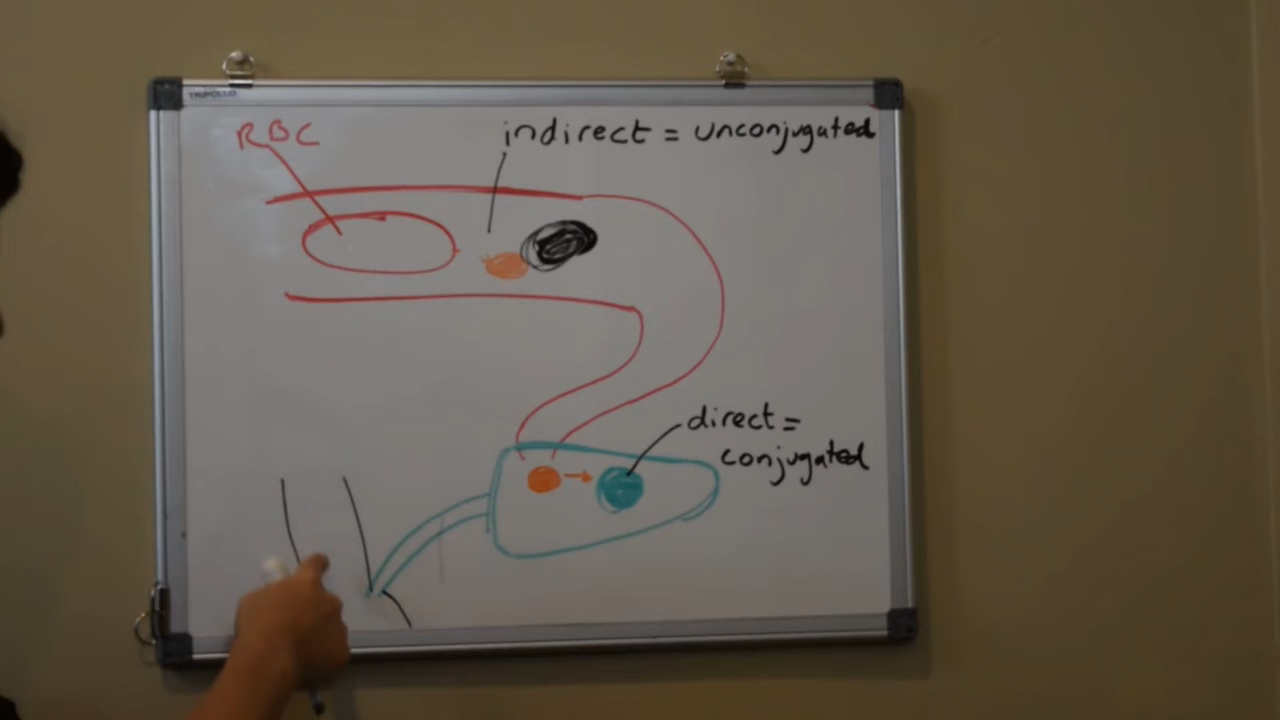 RBC
indirect = unconjugated
direct =
conjugated